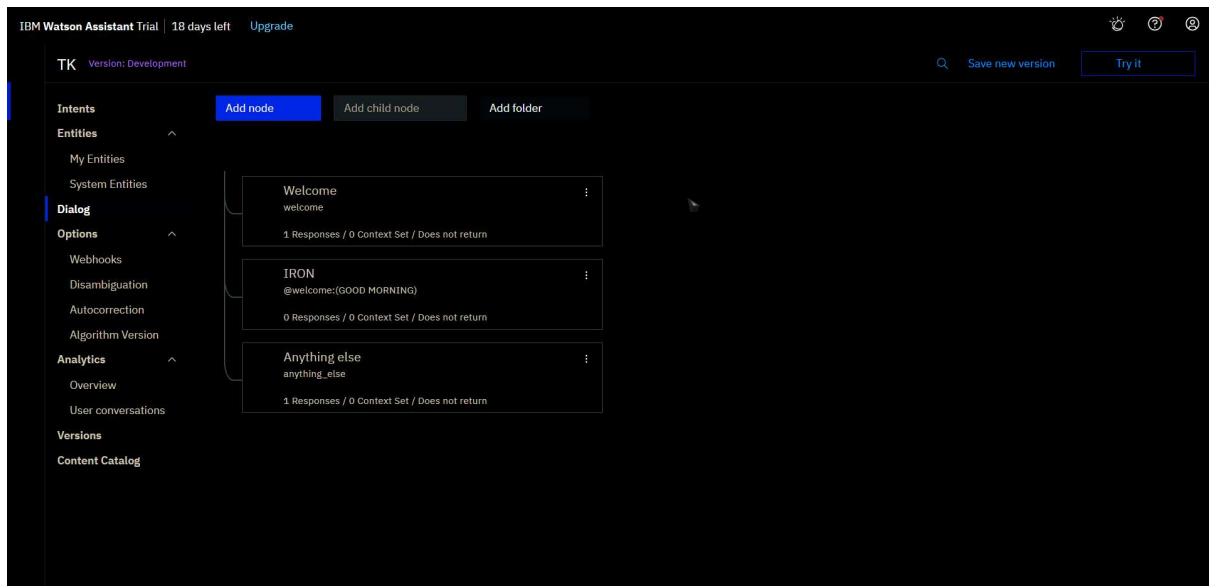 IBM Watson Assistant Trial 18 days left Upgrade
TK Version: Development Save new version Try it
Intents
Entities
My Entities
System Entities
Dialog
Options
Webhooks
Disambiguation
Autocorrection
Algorithm Version
Analytics
Overview
User conversations
Versions
Content Catalog
Add node Add child node Add folder
Welcome
welcome
1 Responses / 0 Context Set / Does not return
IRON
@welcome:(GOOD MORNING)
0 Responses / 0 Context Set / Does not return
Anything else
anything_else
1 Responses / 0 Context Set / Does not return